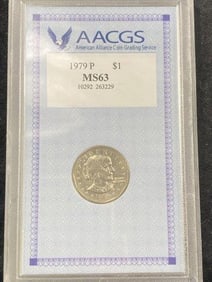 AACGS
American Alliance Coin Grading Service
1979 P $1
MS63
10292 263229